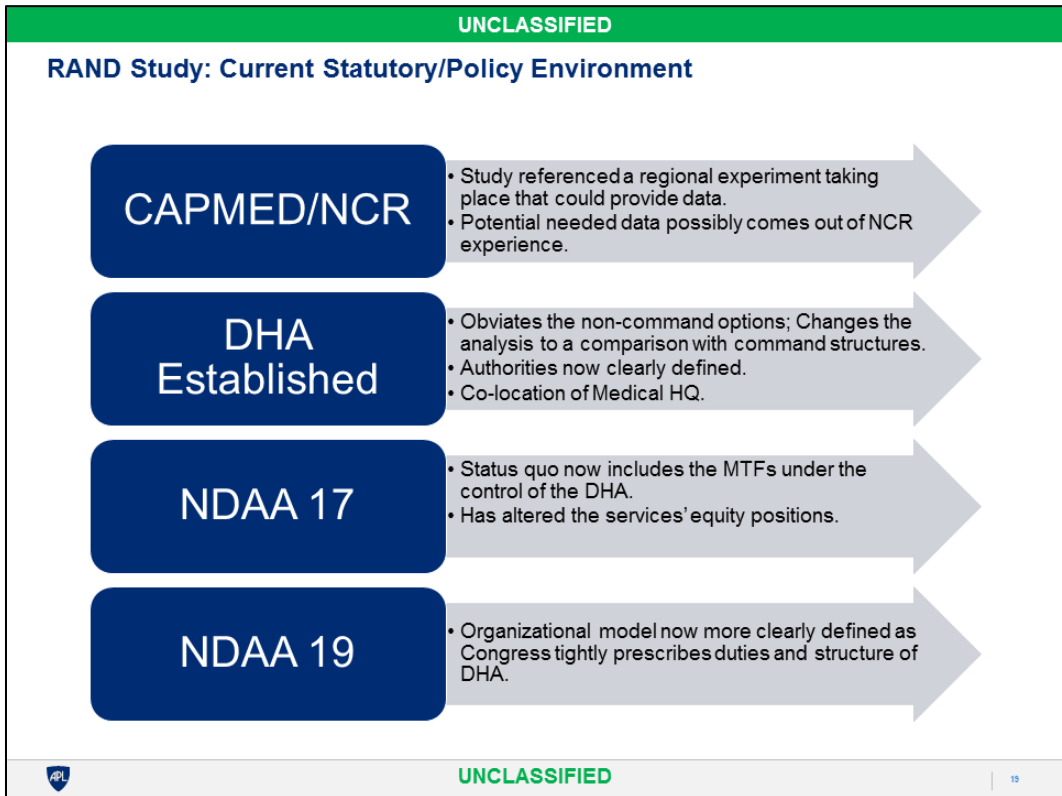 UNCLASSIFIED
RAND Study: Current Statutory/Policy Environment
CAPMED/NCR
• Study referenced a regional experiment taking
place that could provide data.
• Potential needed data possibly comes out of NCR
experience.
DHA
Established
• Obviates the non-command options; Changes the
analysis to a comparison with command structures.
• Authorities now clearly defined.
• Co-location of Medical HQ.
NDAA 17
• Status quo now includes the MTFs under the
control of the DHA.
• Has altered the services' equity positions.
NDAA 19
• Organizational model now more clearly defined as
Congress tightly prescribes duties and structure of
DHA.
APL
UNCLASSIFIED
19